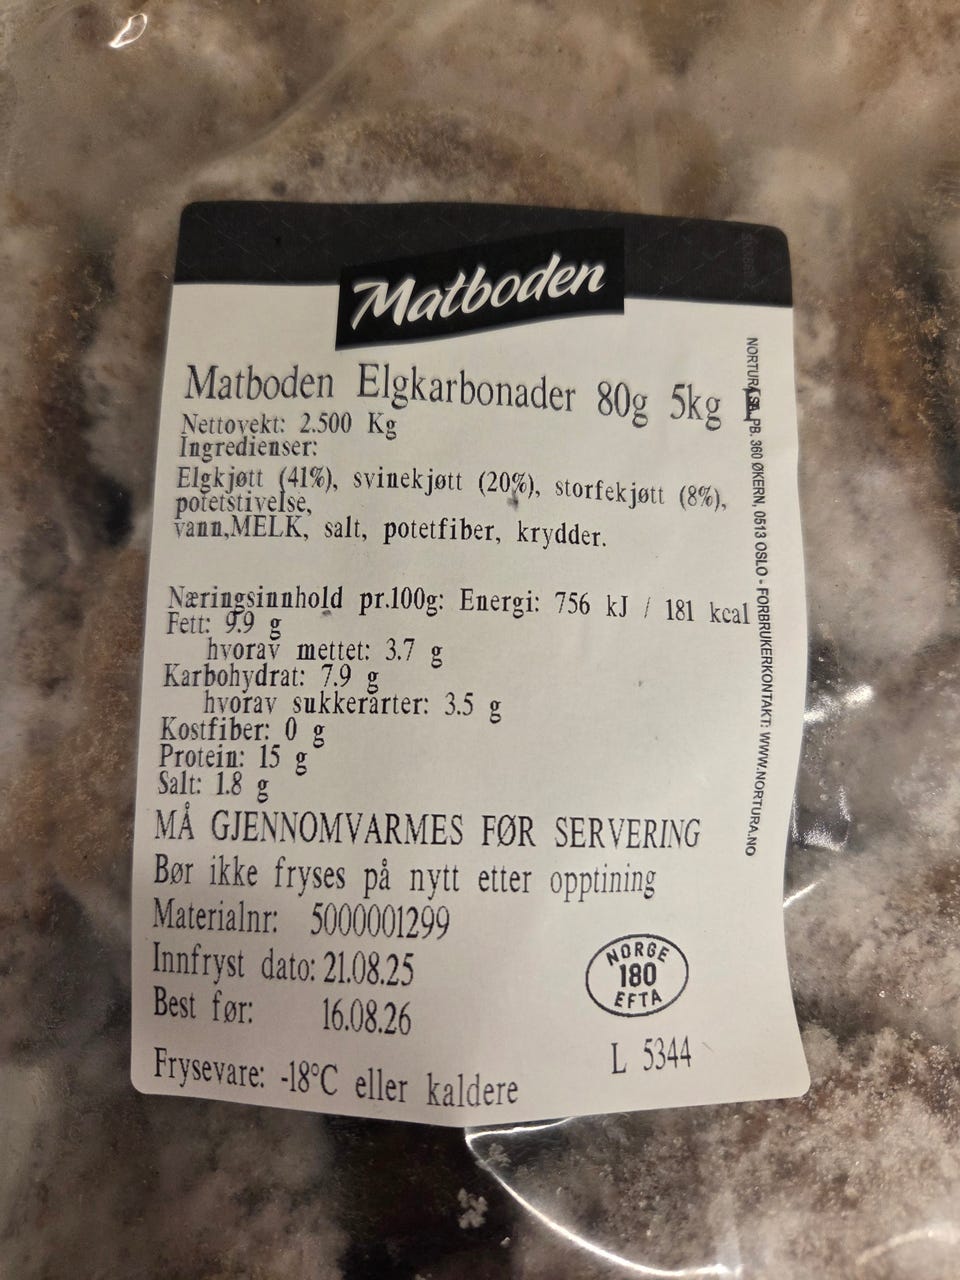 Matboden
Matboden Elgkarbonader 80g 5kg
Nettovekt: 2.500 Kg
Ingredienser:
Elgkjøtt (41%), svinekjøtt (20%), storfekjøtt (8%),
potetstivelse,
vann,MELK, salt, potetfiber, krydder.
Næringsinnhold pr.100g: Energi: 756 kJ / 181 kcal
Fett: 9.9 g
hvorav mettet: 3.7 g
Karbohydrat: 7.9 g
hvorav sukkerarter: 3.5 g
Kostfiber: 0 g
Protein: 15 g
Salt: 1.8 g
MÅ GJENNOMVARMES FØR SERVERING
Bør ikke fryses på nytt etter opptining
Materialnr: 5000001299
Innfryst dato: 21.08.25
Best før: 16.08.26
Frysevare: -18°C eller kaldere
NORGE
180
EFTA
L 5344
NORTURA SA, PB. 360 ØKERN, 0513 OSLO - FORBRUKERKONTAKT: WWW.NORTURA.NO